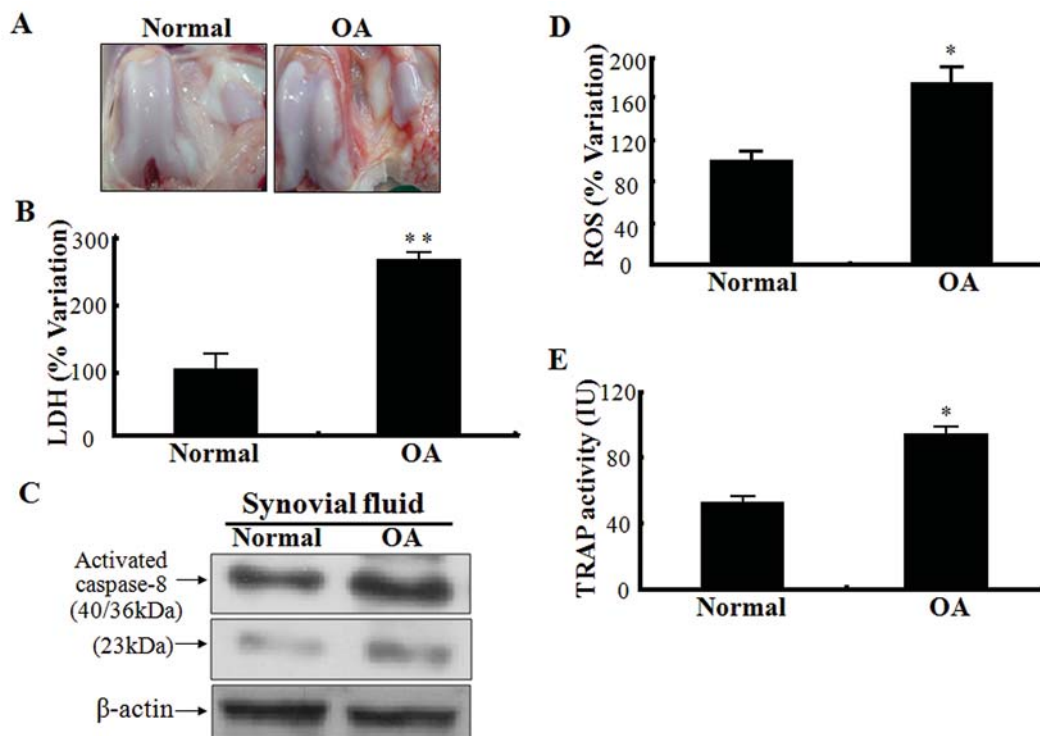 A
Normal OA
B
LDH (% Variation)
300
200
100
0
**
Normal OA
C
Synovial fluid
Normal OA
Activated
caspase-8
(40/36kDa)
(23kDa)
β-actin
D
ROS (% Variation)
200
160
120
80
40
0
*
Normal OA
E
TRAP activity (IU)
120
80
40
0
*
Normal OA